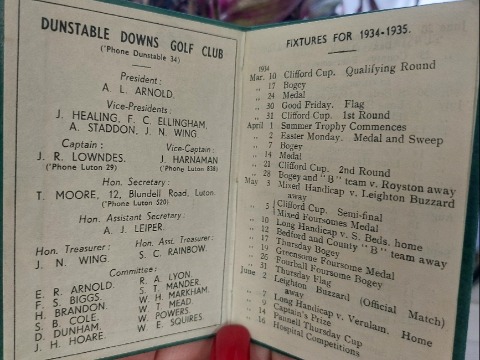 DUNSTABLE DOWNS GOLF CLUB
('Phone Dunstable 34)
President :
A. L. ARNOLD.
Vice-Presidents :
J. HEALING, F. C. ELLINGHAM,
A. STADDON, J. N. WING.
Captain :
J. R. LOWNDES.
('Phone Luton 29)
Vice-Captain :
J. HARNAMAN
('Phone Luton 838)
Hon. Secretary :
T. MOORE, 12, Blundell Road, Luton.
('Phone Luton 520)
Hon. Assistant Secretary :
A. J. LEIPER.
Hon. Treasurer :
J. N. WING.
Hon. Asst. Treasurer :
S. C. RAINBOW.
Committee :
E. R. ARNOLD.
F. S. BIGGS.
H. BRANDON.
S. B. COLE.
D. DUNHAM.
J. H. HOARE.
R. A. LYON.
S. T. MANDER.
W. H. MARKHAM.
W. T. MEAD.
W. POWERS.
W. E. SQUIRES.
FIXTURES FOR 1934-1935.
1934
Mar. 10 Clifford Cup. Qualifying Round
„ 17 Bogey
„ 24 Medal
„ 30 Good Friday. Flag
„ 31 Clifford Cup. 1st Round
April 1 Summer Trophy Commences
„ 2 Easter Monday. Medal and Sweep
„ 7 Bogey
„ 14 Medal
„ 21 Clifford Cup. 2nd Round
„ 28 Bogey and "B" team v. Royston away
May 3 Mixed Handicap v. Leighton Buzzard
away
„ 5 { Clifford Cup. Semi-final
Mixed Foursomes Medal
„ 10 Long Handicap v. S. Beds. home
„ 12 Bedford and County "B" team away
„ 17 Thursday Bogey
„ 19 Greensome Foursome Medal
„ 26 Fourball Foursome Bogey
„ 31 Thursday Flag
June 2 Leighton Buzzard (Official Match)
away
„ 7 Long Handicap v. Verulam. Home
„ 9 Captain's Prize
„ 14 Pannell Thursday Cup
„ 16 Hospital Competitions